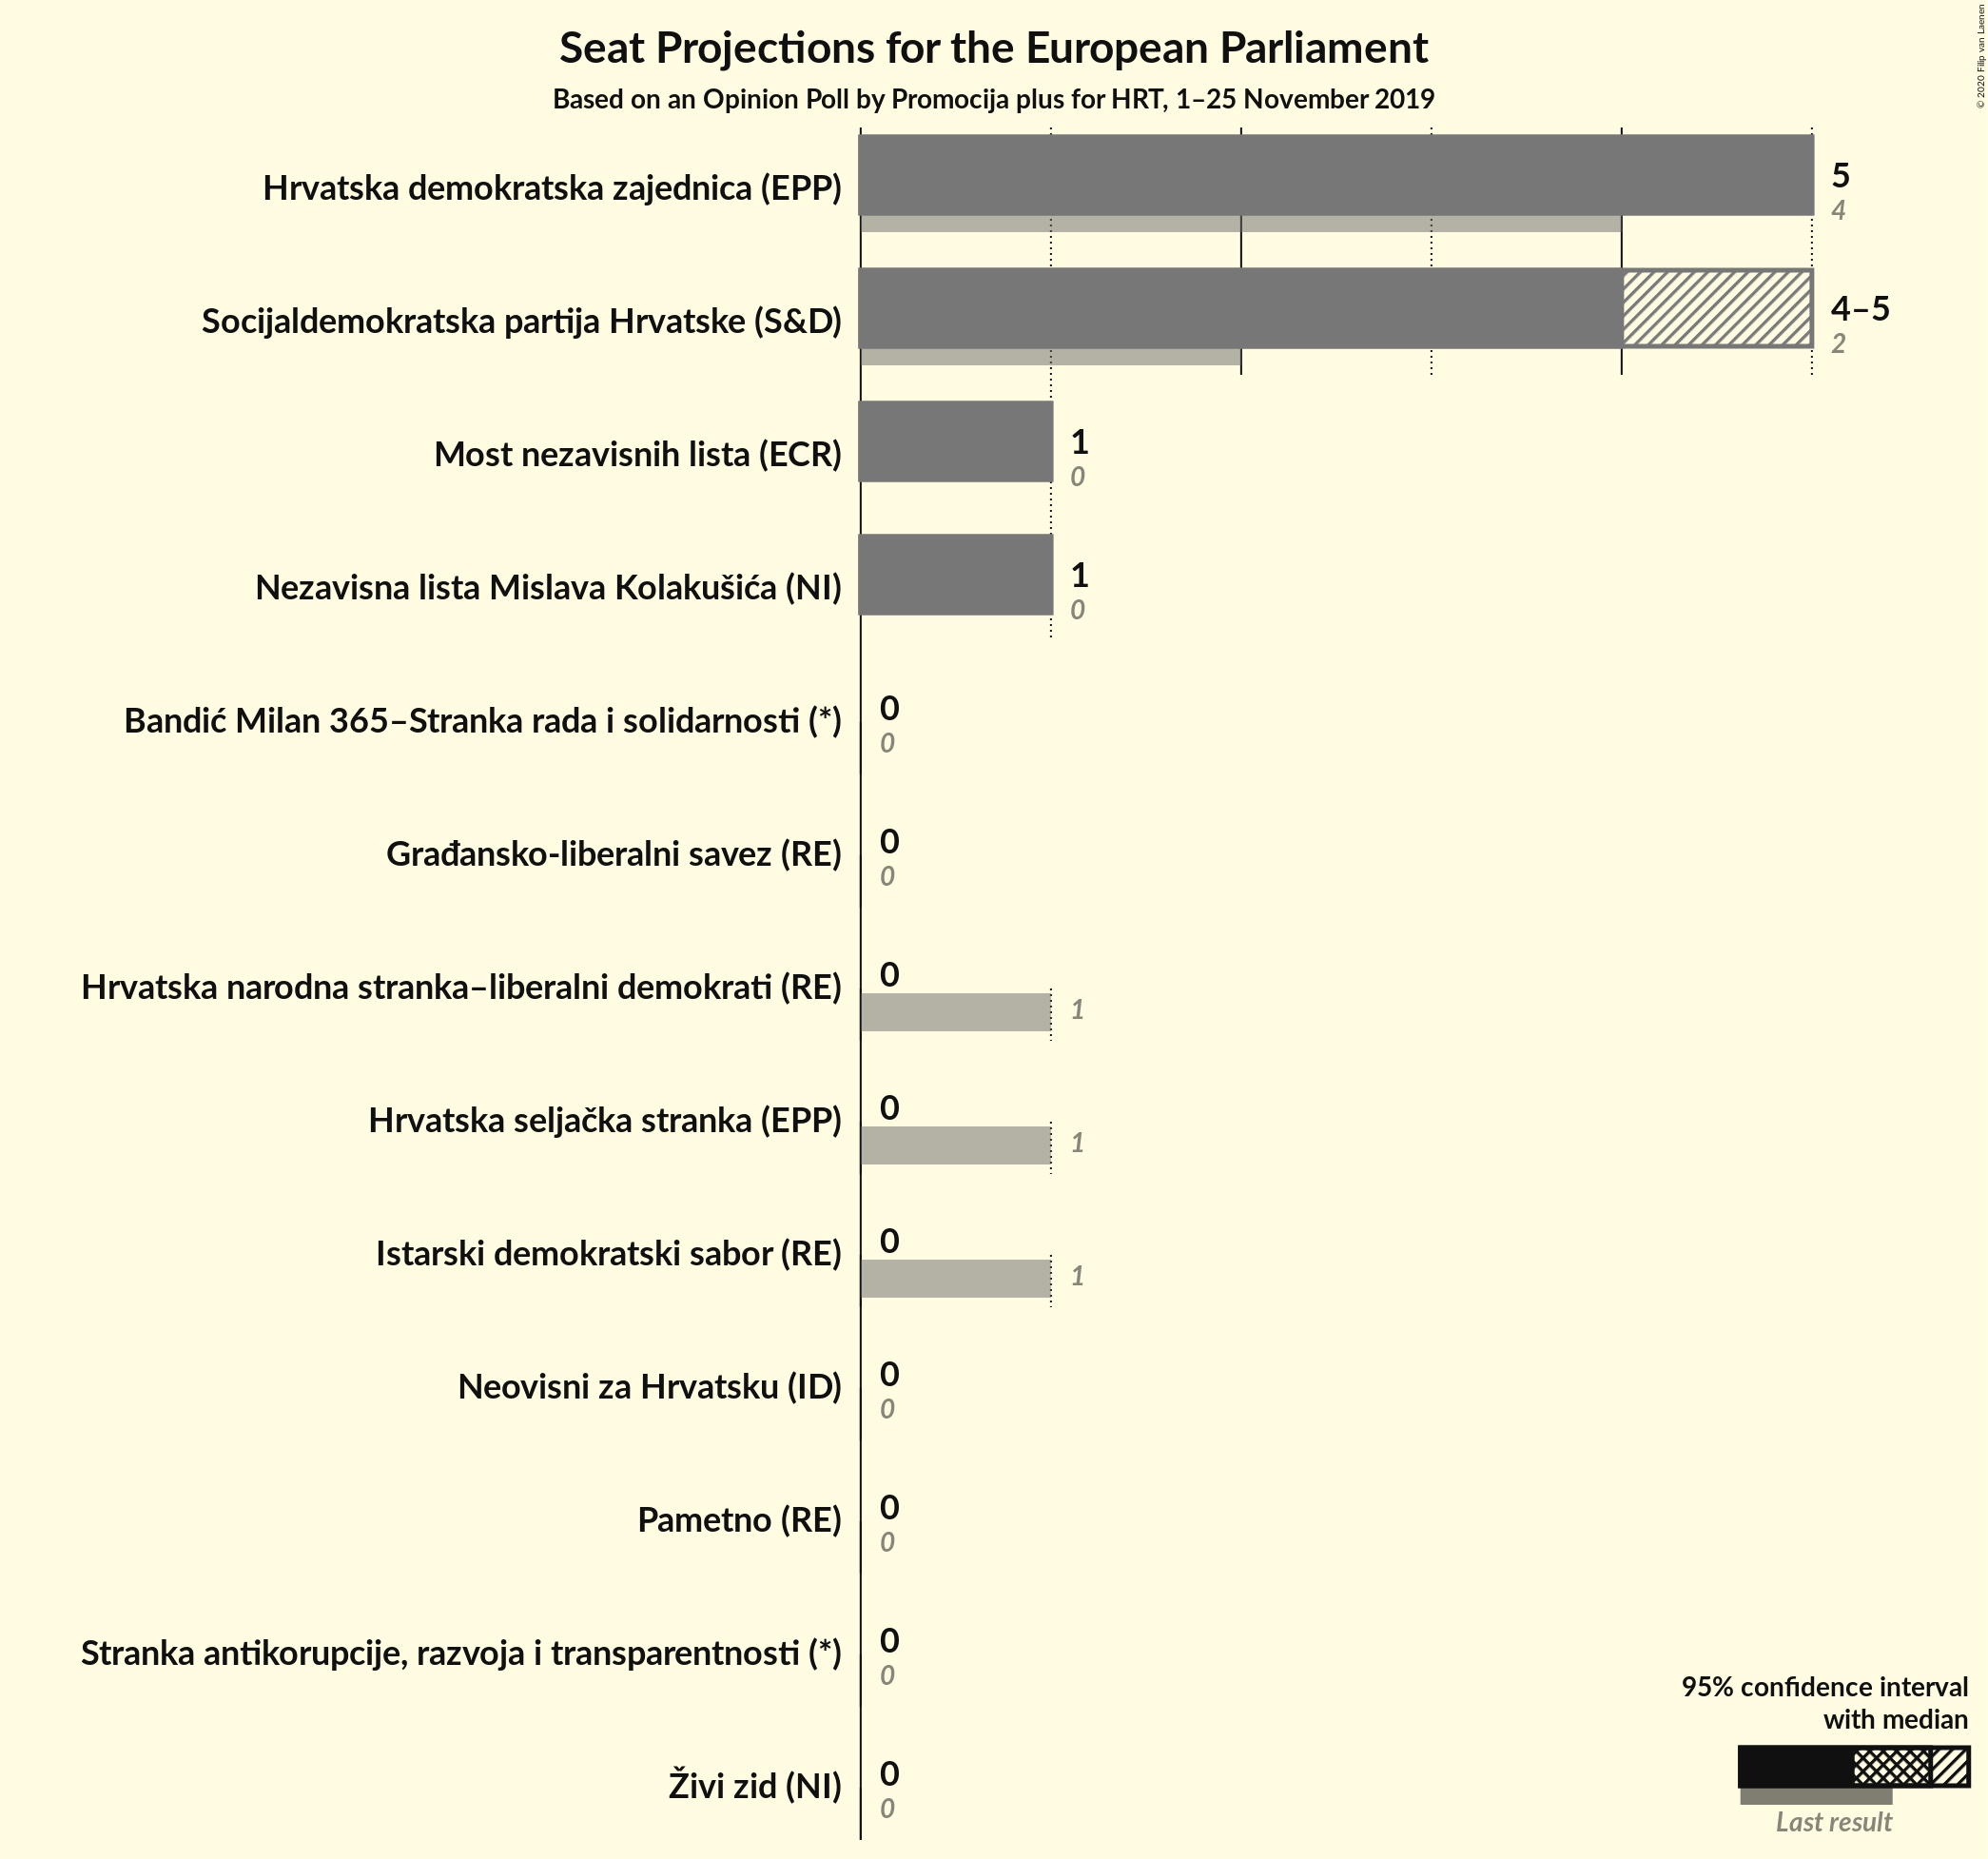 Seat Projections for the European Parliament
Based on an Opinion Poll by Promocija plus for HRT, 1–25 November 2019
© 2020 Filip van Laenen
Hrvatska demokratska zajednica (EPP)
5
4
Socijaldemokratska partija Hrvatske (S&D)
4–5
2
Most nezavisnih lista (ECR)
1
0
Nezavisna lista Mislava Kolakušića (NI)
1
0
Bandić Milan 365–Stranka rada i solidarnosti (*)
0
0
Građansko-liberalni savez (RE)
0
0
Hrvatska narodna stranka–liberalni demokrati (RE)
0
1
Hrvatska seljačka stranka (EPP)
0
1
Istarski demokratski sabor (RE)
0
1
Neovisni za Hrvatsku (ID)
0
0
Pametno (RE)
0
0
Stranka antikorupcije, razvoja i transparentnosti (*)
0
0
Živi zid (NI)
0
0
95% confidence interval
with median
Last result